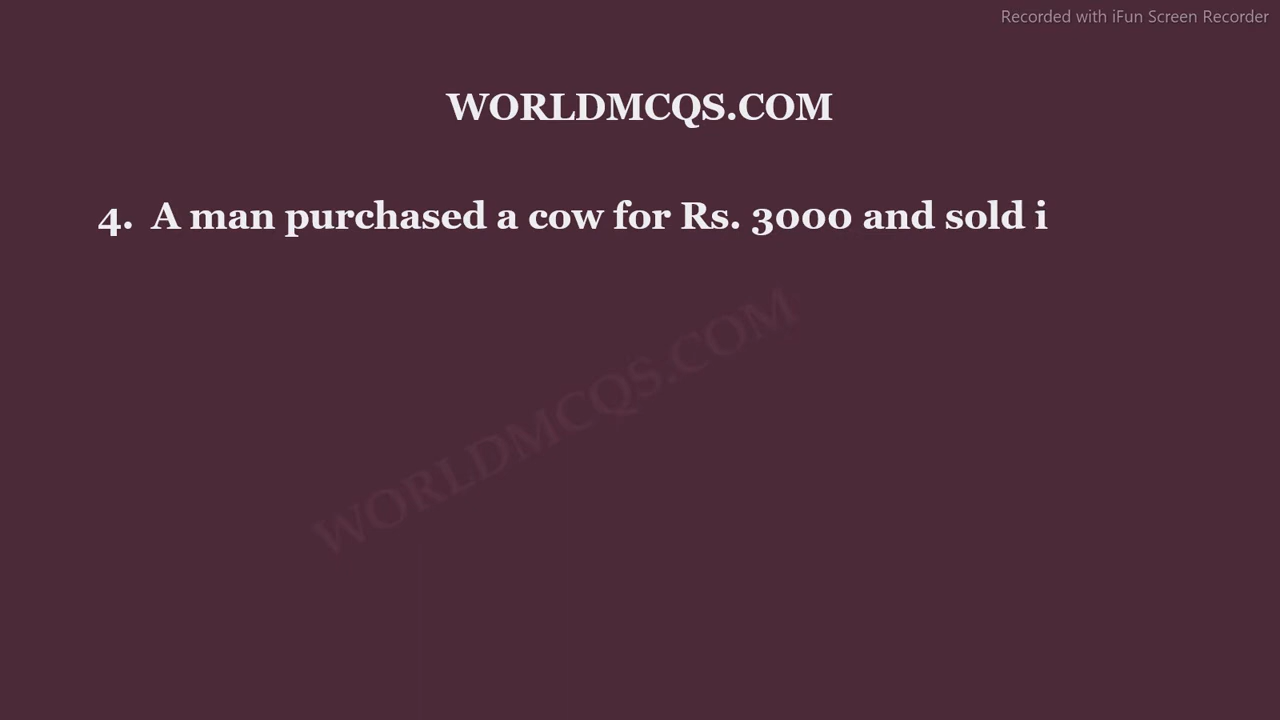 Recorded with iFun Screen Recorder
WORLDMCQS.COM
4. A man purchased a cow for Rs. 3000 and sold i
WORLDMCQS.COM